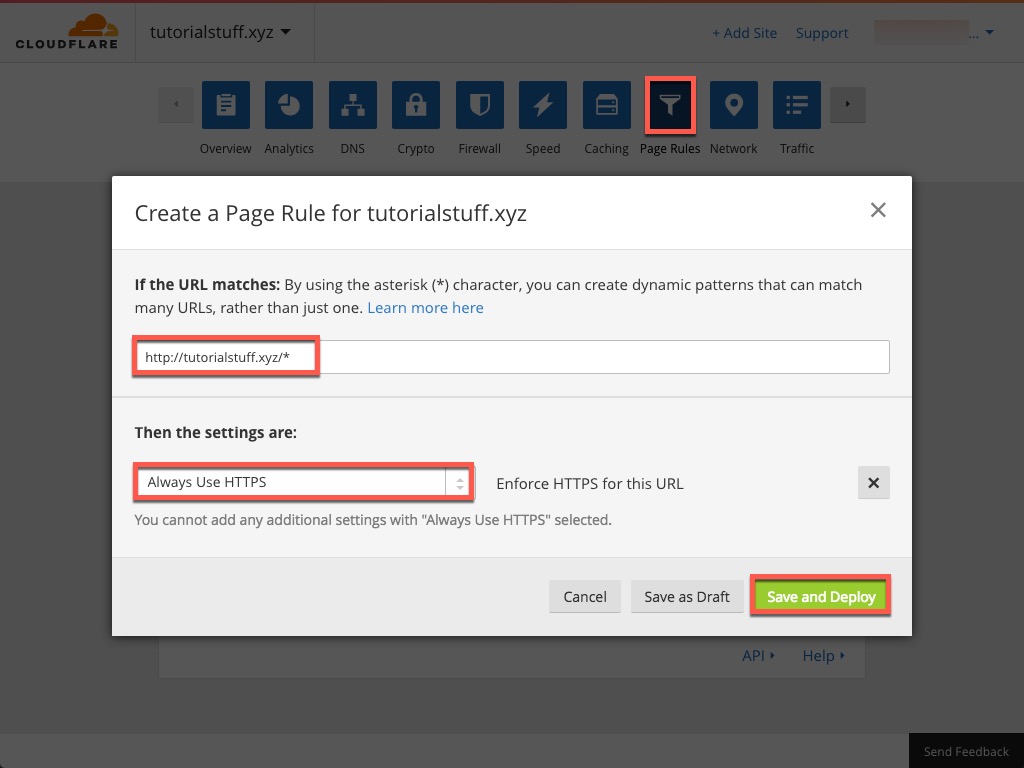 CLOUDFLARE
tutorialstuff.xyz
+ Add Site Support ...
Overview Analytics DNS Crypto Firewall Speed Caching Page Rules Network Traffic
Create a Page Rule for tutorialstuff.xyz
If the URL matches: By using the asterisk (*) character, you can create dynamic patterns that can match
many URLs, rather than just one. Learn more here
http://tutorialstuff.xyz/*
Then the settings are:
Always Use HTTPS Enforce HTTPS for this URL
You cannot add any additional settings with "Always Use HTTPS" selected.
Cancel Save as Draft Save and Deploy
API Help
Send Feedback